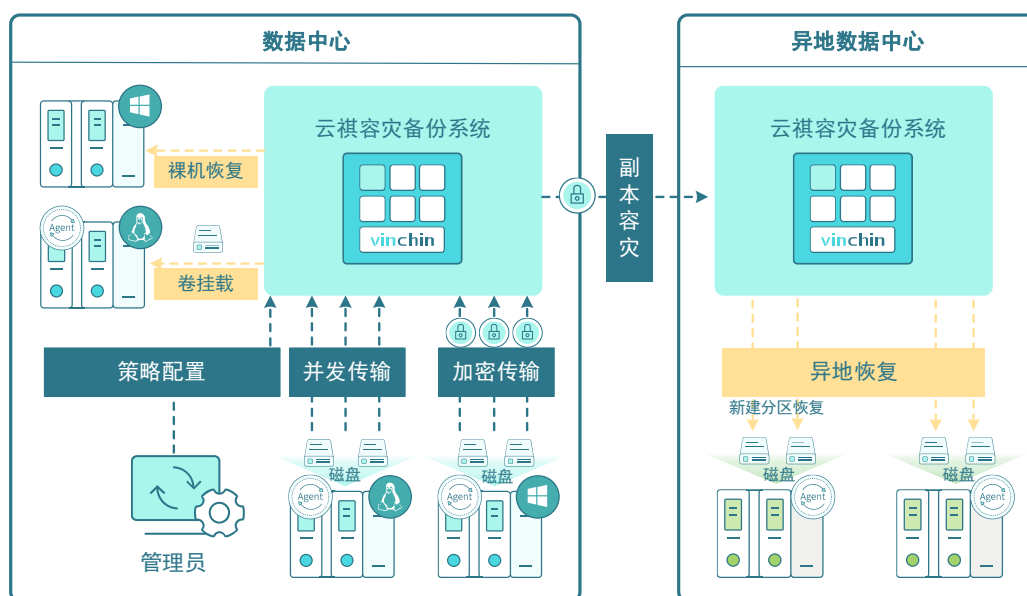 数据中心
异地数据中心
云祺容灾备份系统
vinchin
裸机恢复
Agent
卷挂载
副本容灾
云祺容灾备份系统
vinchin
策略配置
并发传输
加密传输
异地恢复
新建分区恢复
磁盘
磁盘
磁盘
磁盘
Agent
Agent
Agent
Agent
管理员